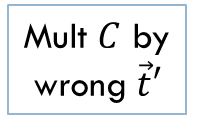 Mult 𝐶 by
wrong 𝑡⃗′